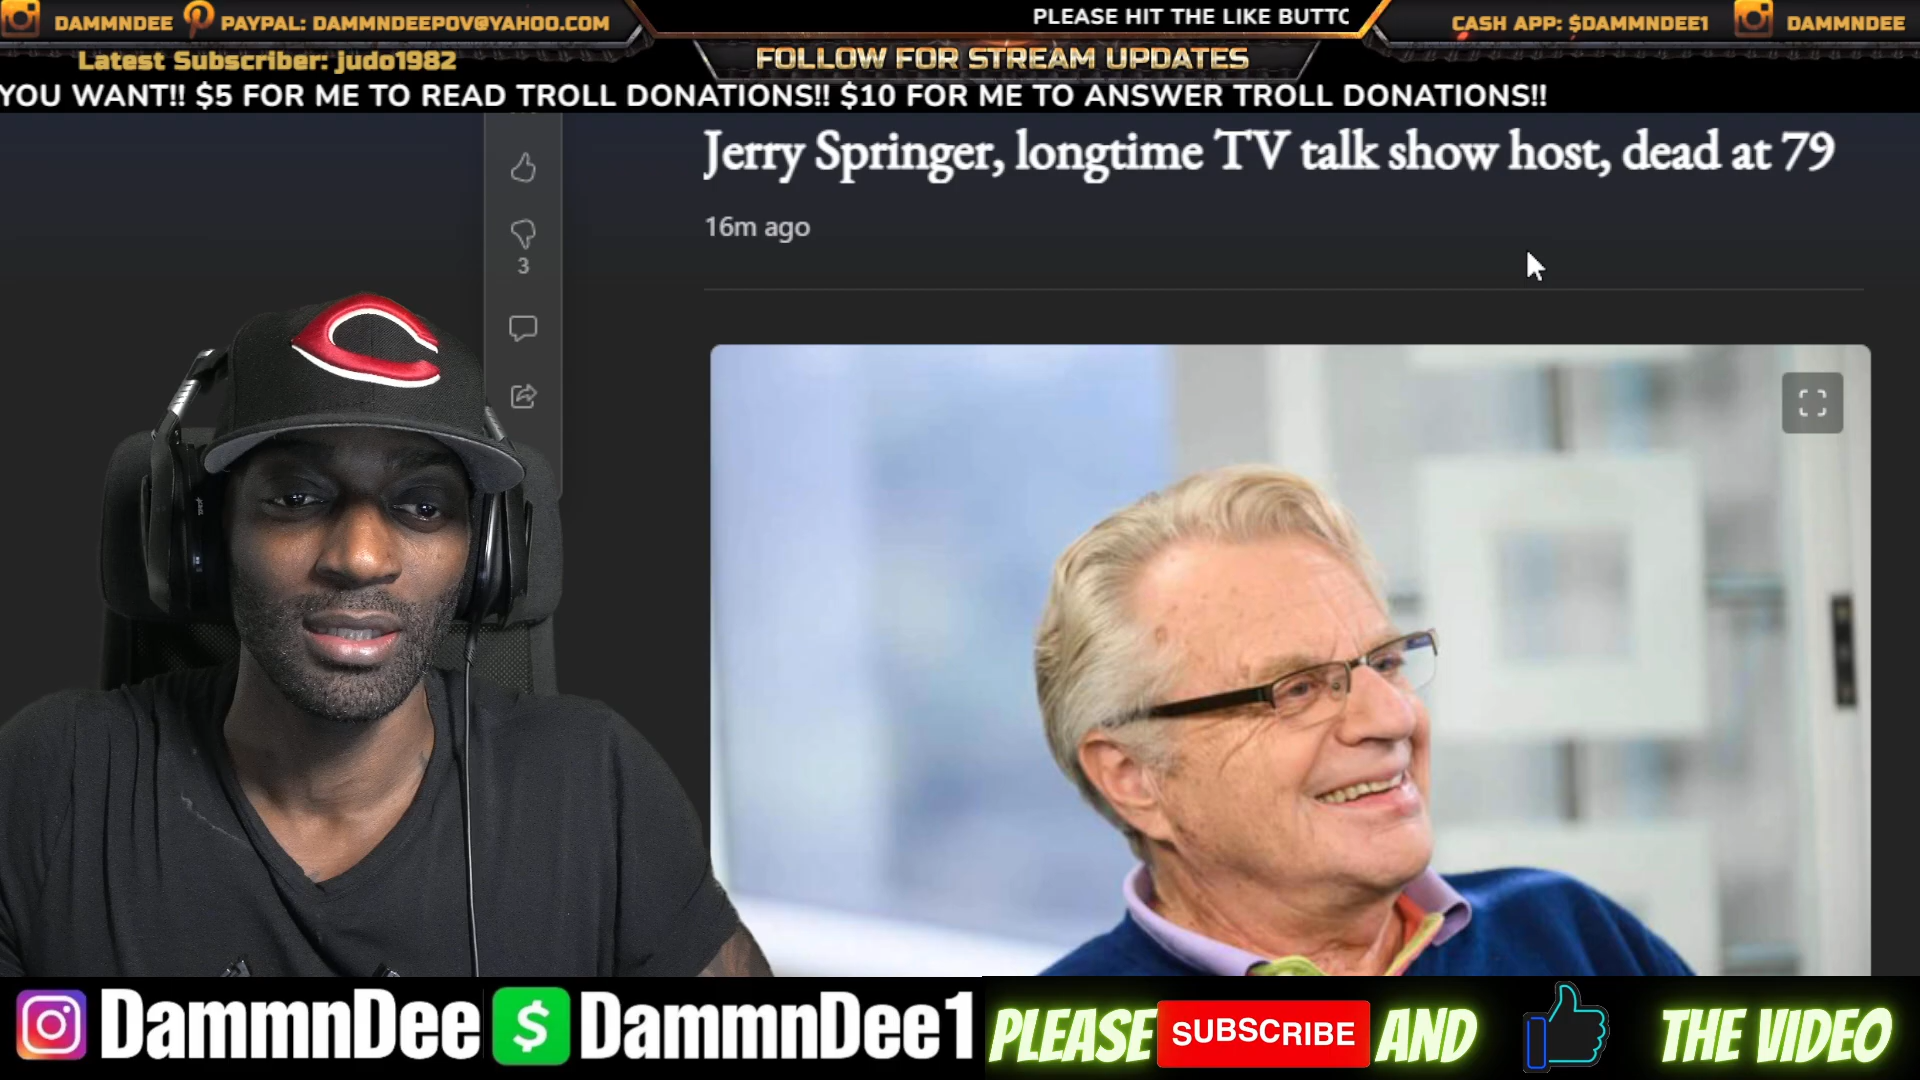 DAMMNDEE PAYPAL: DAMMNDEEPOV@YAHOO.COM
PLEASE HIT THE LIKE BUTTO
CASH APP: $DAMMNDEE1 DAMMNDEE
Latest Subscriber: judo1982
FOLLOW FOR STREAM UPDATES
YOU WANT!! $5 FOR ME TO READ TROLL DONATIONS!! $10 FOR ME TO ANSWER TROLL DONATIONS!!
Jerry Springer, longtime TV talk show host, dead at 79
16m ago
3
C
DammnDee $ DammnDee1 PLEASE SUBSCRIBE AND THE VIDEO